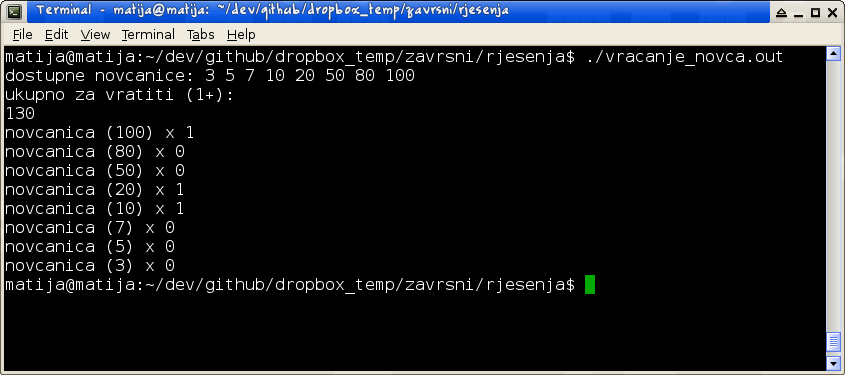 Terminal - matija@matija: ~/dev/github/dropbox_temp/zavrsni/rjesenja
File Edit View Terminal Tabs Help
matija@matija:~/dev/github/dropbox_temp/zavrsni/rjesenja$ ./vracanje_novca.out
dostupne novcanice: 3 5 7 10 20 50 80 100
ukupno za vratiti (1+):
130
novcanica (100) x 1
novcanica (80) x 0
novcanica (50) x 0
novcanica (20) x 1
novcanica (10) x 1
novcanica (7) x 0
novcanica (5) x 0
novcanica (3) x 0
matija@matija:~/dev/github/dropbox_temp/zavrsni/rjesenja$